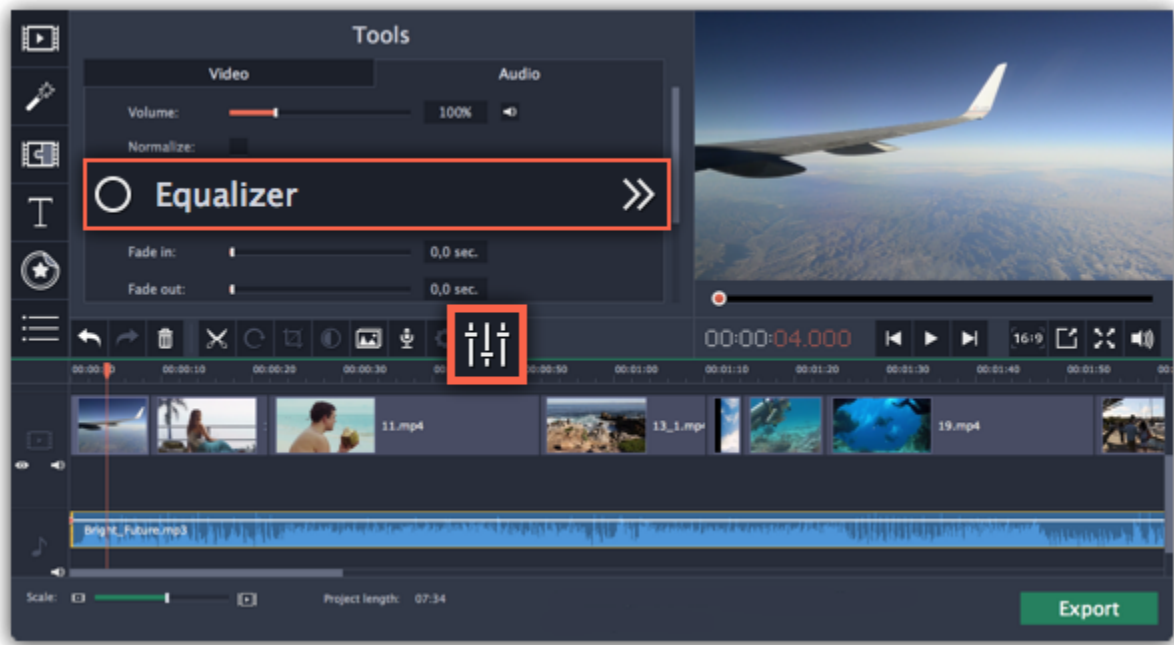 Tools
Video Audio
Volume: 100%
Normalize:
Equalizer
Fade in: 0,0 sec.
Fade out: 0,0 sec.
T
00:00:04.000 16:9
00:00:10 00:00:20 00:00:30 00:00:50 00:01:00 00:01:10 00:01:20 00:01:30 00:01:40 00:01:50
11.mp4 13_1.mp4 19.mp4
Bright_Future.mp3
Scale: Project length: 07:34
Export